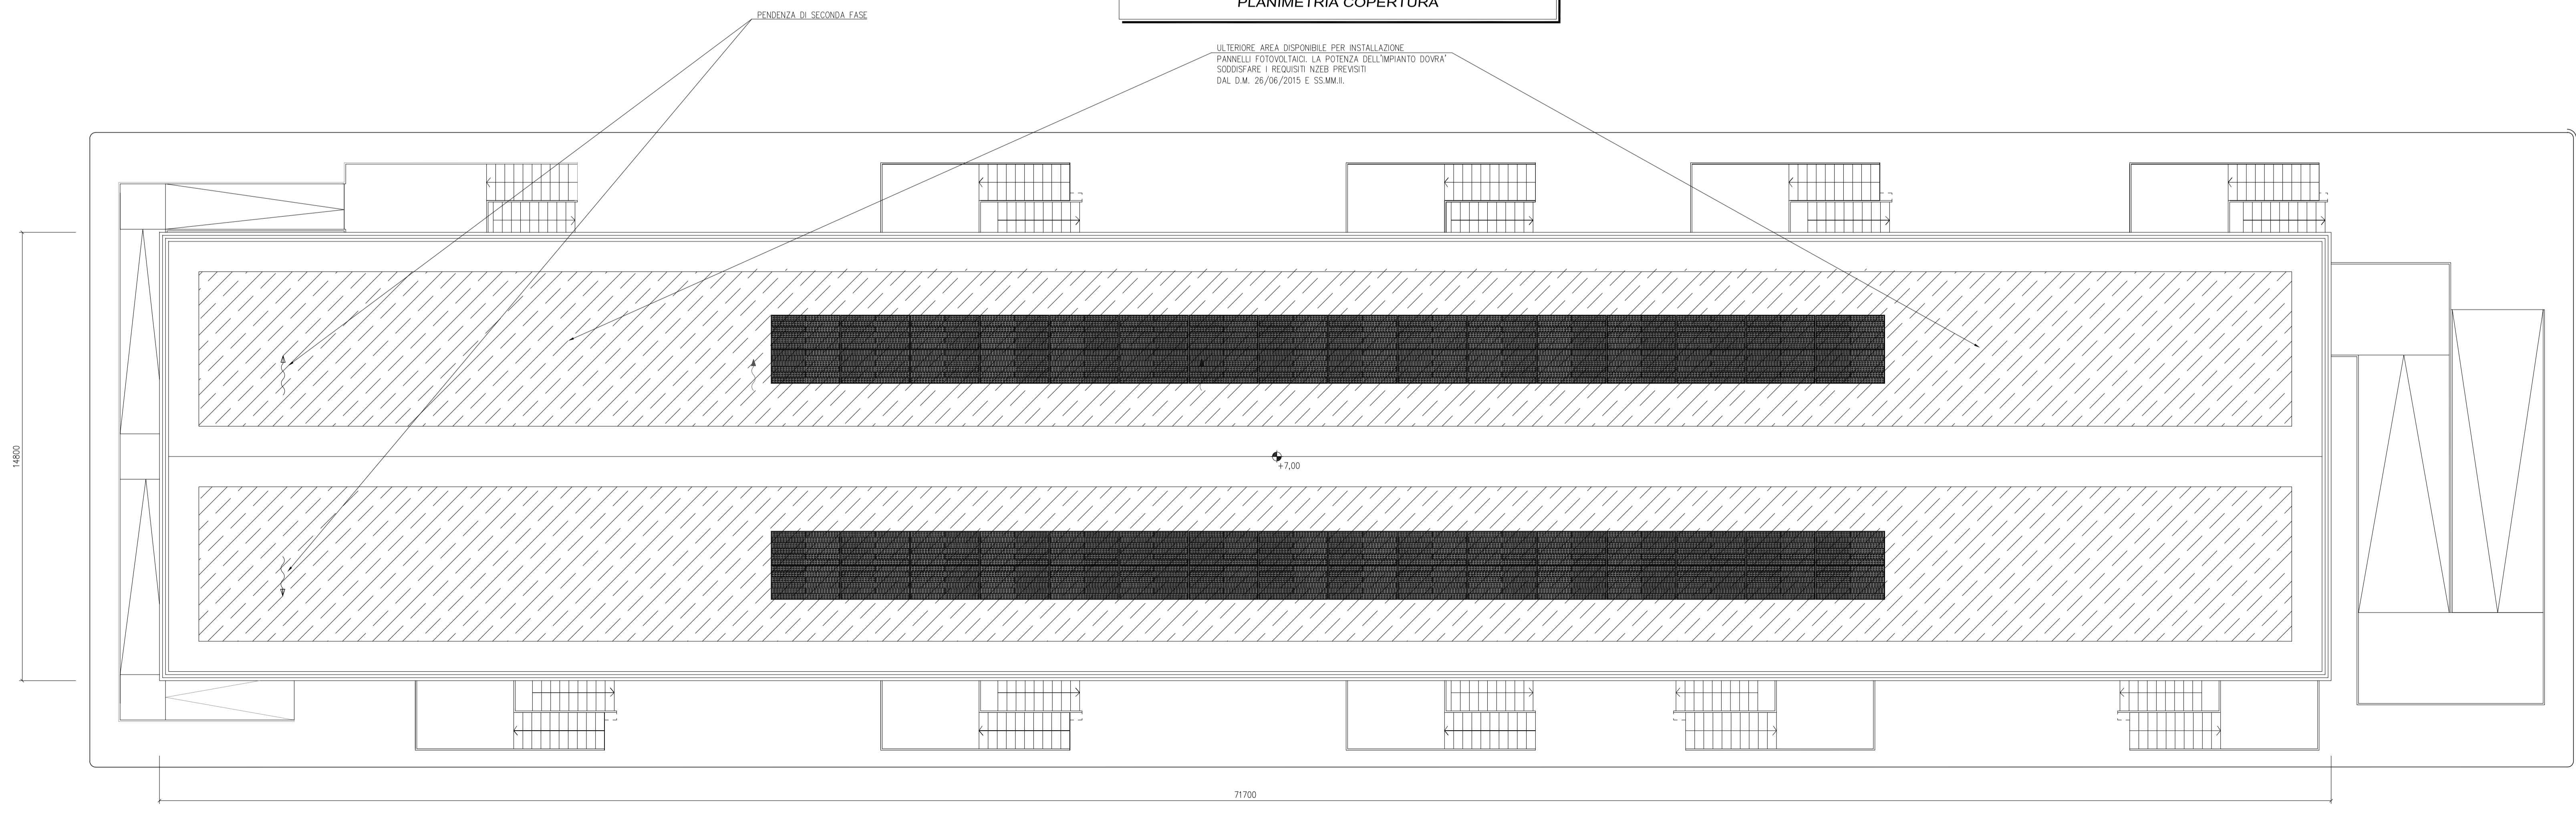 PLANIMETRIA COPERTURA
PENDENZA DI SECONDA FASE
ULTERIORE AREA DISPONIBILE PER INSTALLAZIONE
PANNELLI FOTOVOLTAICI. LA POTENZA DELL'IMPIANTO DOVRA'
SODDISFARE I REQUISITI NZEB PREVISITI
DAL D.M. 26/06/2015 E SS.MM.II.
14800
+7,00
71700